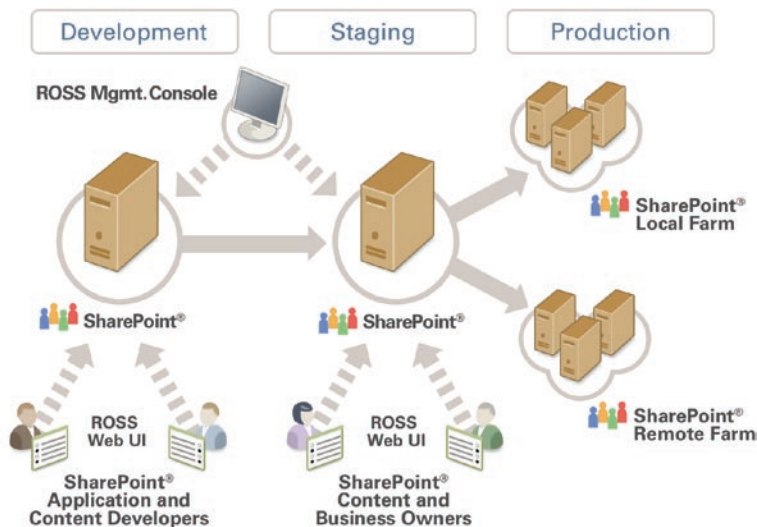 Development
Staging
Production
ROSS Mgmt. Console
SharePoint®
Local Farm
SharePoint®
SharePoint®
SharePoint®
Remote Farm
ROSS
Web UI
ROSS
Web UI
SharePoint®
Application and
Content Developers
SharePoint®
Content and
Business Owners